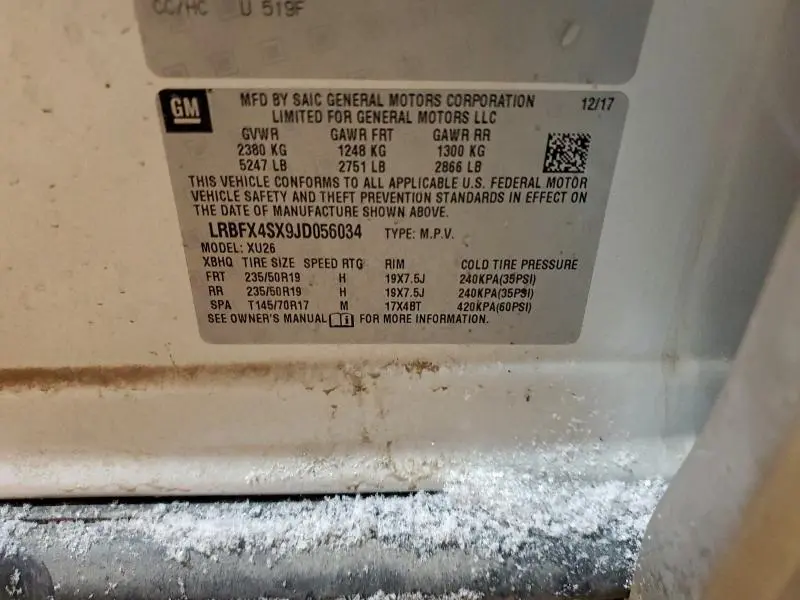 CC/HC U 519F
GM
MFD BY SAIC GENERAL MOTORS CORPORATION 12/17
LIMITED FOR GENERAL MOTORS LLC
GVWR GAWR FRT GAWR RR
2380 KG 1248 KG 1300 KG
5247 LB 2751 LB 2866 LB
THIS VEHICLE CONFORMS TO ALL APPLICABLE U.S. FEDERAL MOTOR
VEHICLE SAFETY AND THEFT PREVENTION STANDARDS IN EFFECT ON
THE DATE OF MANUFACTURE SHOWN ABOVE.
LRBFX4SX9JD056034 TYPE: M.P.V.
MODEL: XU26
XBHQ TIRE SIZE SPEED RTG RIM COLD TIRE PRESSURE
FRT 235/50R19 H 19X7.5J 240KPA(35PSI)
RR 235/50R19 H 19X7.5J 240KPA(35PSI)
SPA T145/70R17 M 17X4BT 420KPA(60PSI)
SEE OWNER'S MANUAL FOR MORE INFORMATION.